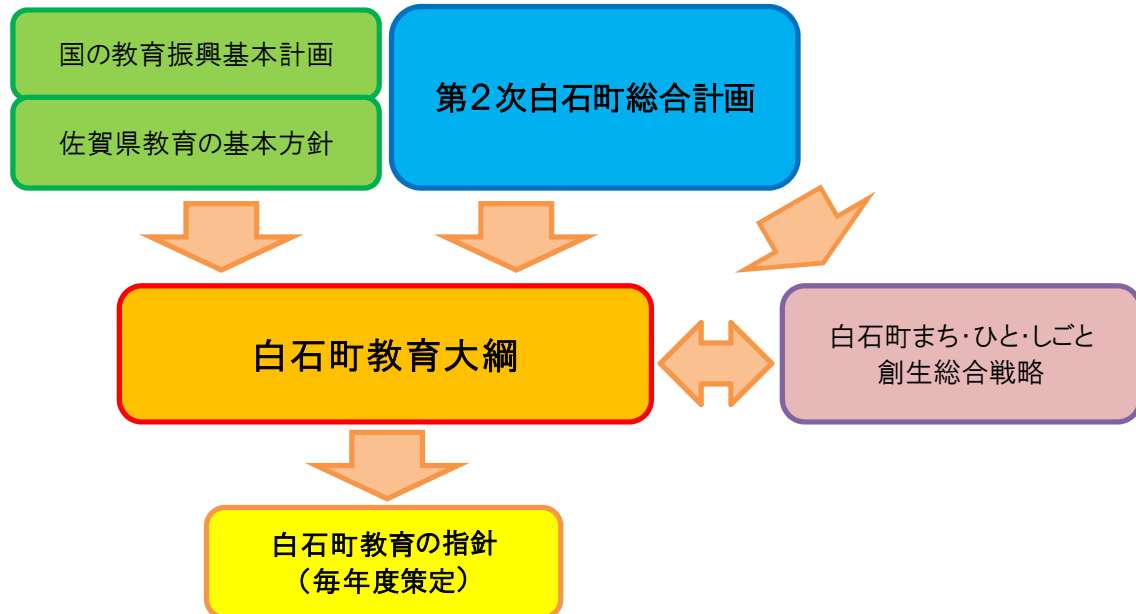 国の教育振興基本計画
佐賀県教育の基本方針
第2次白石町総合計画
白石町教育大綱
白石町まち・ひと・しごと
創生総合戦略
白石町教育の指針
（毎年度策定）